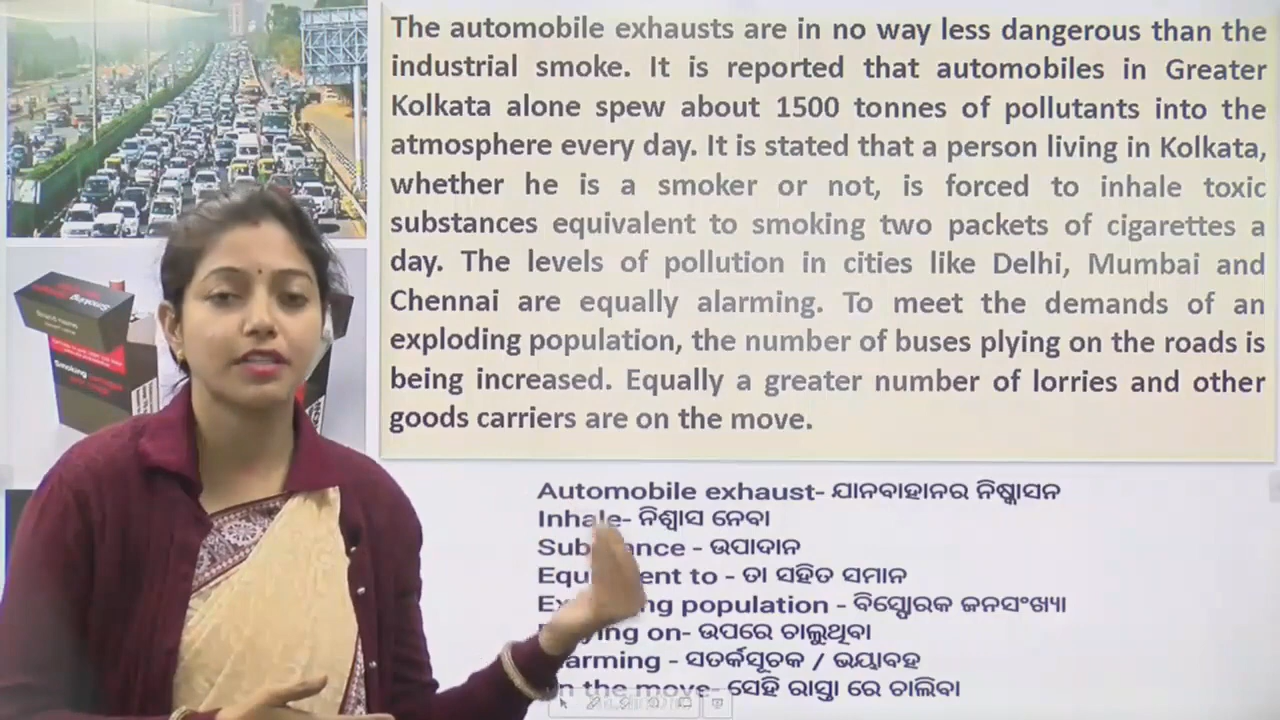 The automobile exhausts are in no way less dangerous than the
industrial smoke. It is reported that automobiles in Greater
Kolkata alone spew about 1500 tonnes of pollutants into the
atmosphere every day. It is stated that a person living in Kolkata,
whether he is a smoker or not, is forced to inhale toxic
substances equivalent to smoking two packets of cigarettes a
day. The levels of pollution in cities like Delhi, Mumbai and
Chennai are equally alarming. To meet the demands of an
exploding population, the number of buses plying on the roads is
being increased. Equally a greater number of lorries and other
goods carriers are on the move.
Smoking
Automobile exhaust- ଯାନବାହାନର ନିଷ୍କାସନ
Inhale- ନିଶ୍ୱାସ ନେବା
- ଉପାଦାନ
to - ତା ସହିତ ସମାନ
population - ବିସ୍ଫୋରକ ଜନସଂଖ୍ୟା
on- ଉପରେ ଚାଲୁଥିବା
- ସତର୍କସୂଚକ / ଭୟାବହ
the move- ସେହି ରାସ୍ତା ରେ ଚାଲିବା